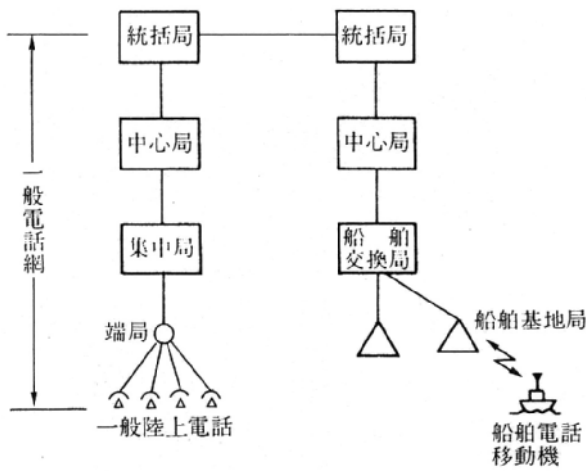 統括局
統括局
中心局
中心局
一般電話網
集中局
船舶
交換局
端局
船舶基地局
一般陸上電話
船舶電話
移動機